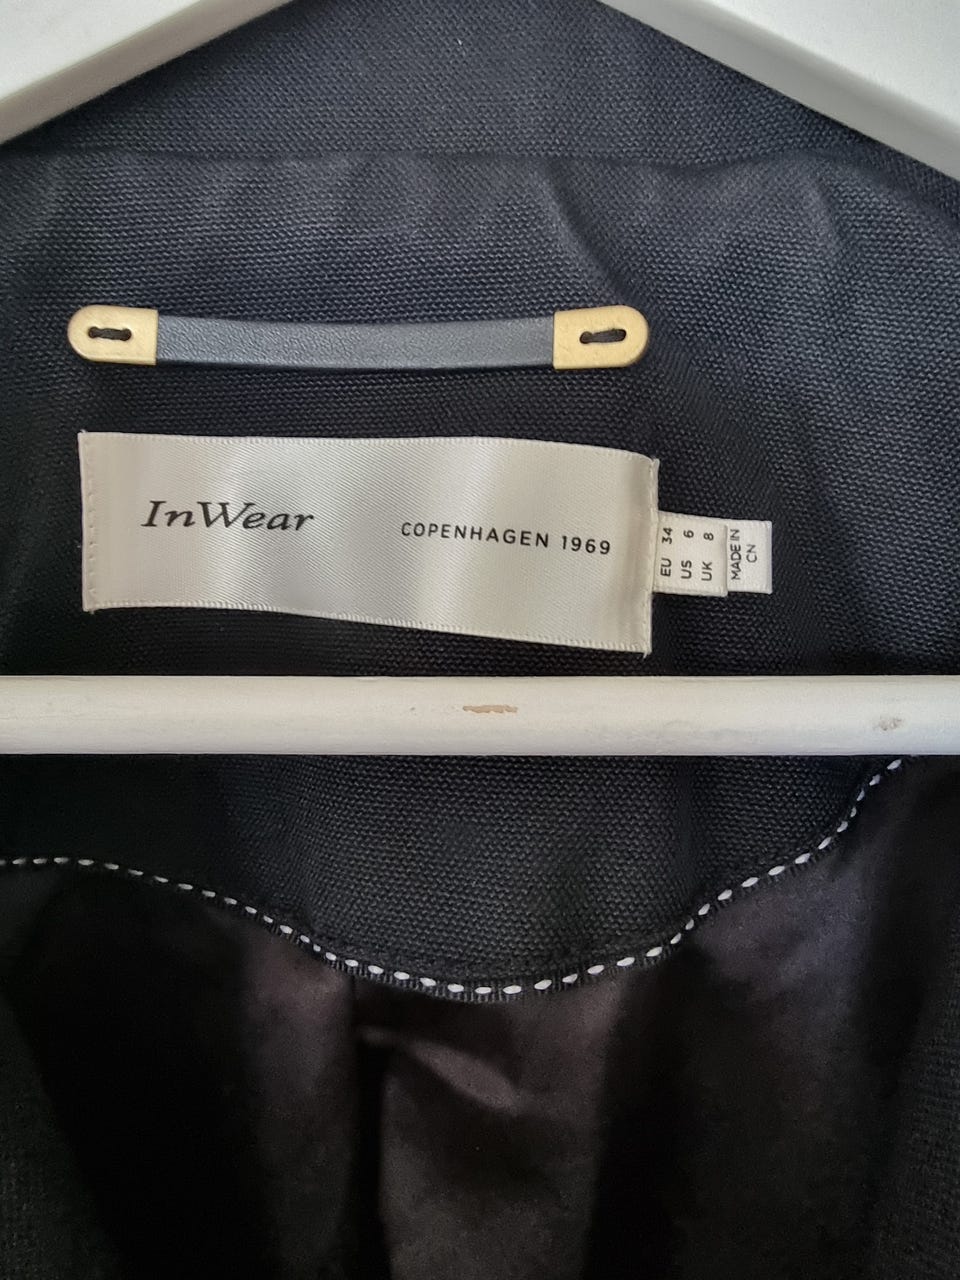 InWear
COPENHAGEN 1969
EU 34
US 6
UK 8
MADE IN
CN